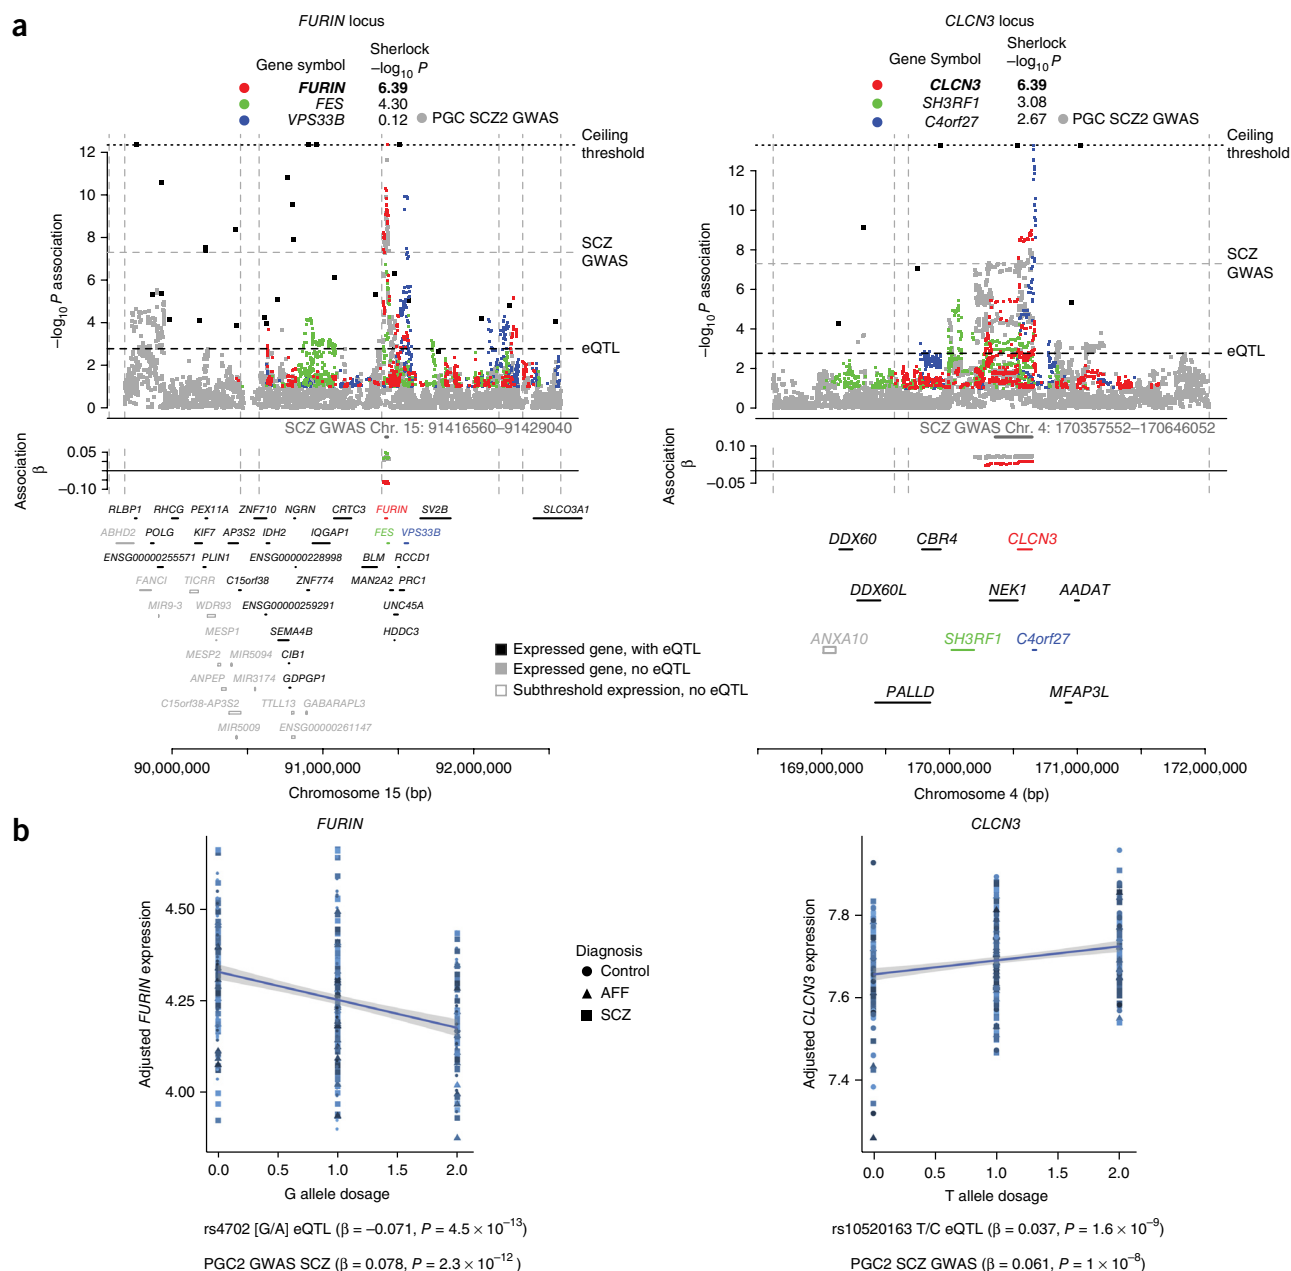 a
FURIN locus
Gene symbol
Sherlock
–log10 P
FURIN 6.39
FES 4.30
VPS33B 0.12
PGC SCZ2 GWAS
Ceiling
threshold
SCZ
GWAS
eQTL
–log10 P association
12
10
8
6
4
2
0
SCZ GWAS Chr. 15: 91416560–91429040
Association
β
0.05
–0.10
RLBP1 RHCG PEX11A ZNF710 NGRN CRTC3 FURIN SV2B SLCO3A1
ABHD2 POLG KIF7 AP3S2 IDH2 IQGAP1 FES VPS33B
ENSG00000255571 PLIN1 ENSG00000228998 BLM RCCD1
FANCI TICRR C15orf38 ZNF774 MAN2A2 PRC1
MIR9-3 WDR93 ENSG00000259291 UNC45A
MESP1 SEMA4B HDDC3
MESP2 MIR5094 CIB1
ANPEP MIR3174 GDPGP1
C15orf38-AP3S2 TTLL13 GABARAPL3
MIR5009 ENSG00000261147
Expressed gene, with eQTL
Expressed gene, no eQTL
Subthreshold expression, no eQTL
90,000,000 91,000,000 92,000,000
Chromosome 15 (bp)
CLCN3 locus
Gene Symbol
Sherlock
–log10 P
CLCN3 6.39
SH3RF1 3.08
C4orf27 2.67
PGC SCZ2 GWAS
Ceiling
threshold
SCZ
GWAS
eQTL
–log10 P association
12
10
8
6
4
2
0
SCZ GWAS Chr. 4: 170357552–170646052
Association
β
0.10
–0.05
DDX60 CBR4 CLCN3
DDX60L NEK1 AADAT
ANXA10 SH3RF1 C4orf27
PALLD MFAP3L
169,000,000 170,000,000 171,000,000 172,000,000
Chromosome 4 (bp)
b
FURIN
Adjusted FURIN expression
4.50
4.25
4.00
0.0 0.5 1.0 1.5 2.0
G allele dosage
rs4702 [G/A] eQTL (β = –0.071, P = 4.5 × 10–13)
PGC2 GWAS SCZ (β = 0.078, P = 2.3 × 10–12)
Diagnosis
Control
AFF
SCZ
CLCN3
Adjusted CLCN3 expression
7.8
7.6
7.4
0.0 0.5 1.0 1.5 2.0
T allele dosage
rs10520163 T/C eQTL (β = 0.037, P = 1.6 × 10–9)
PGC2 SCZ GWAS (β = 0.061, P = 1 × 10–8)